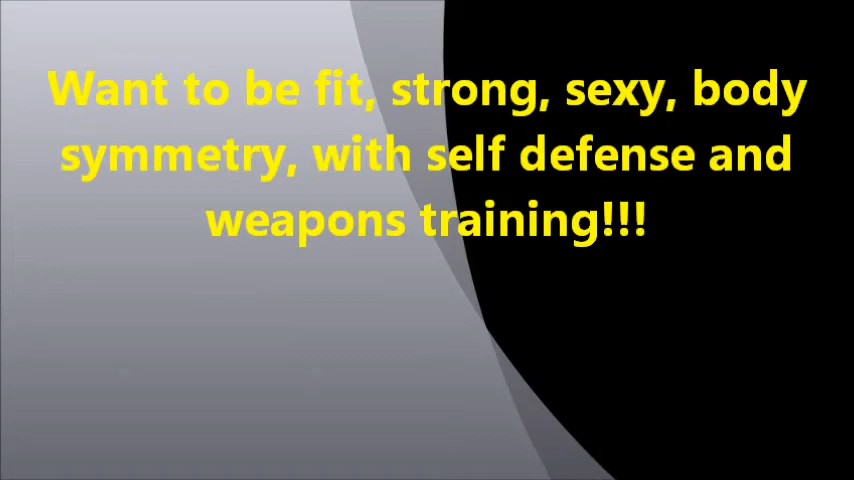 Want to be fit, strong, sexy, body
symmetry, with self defense and
weapons training!!!